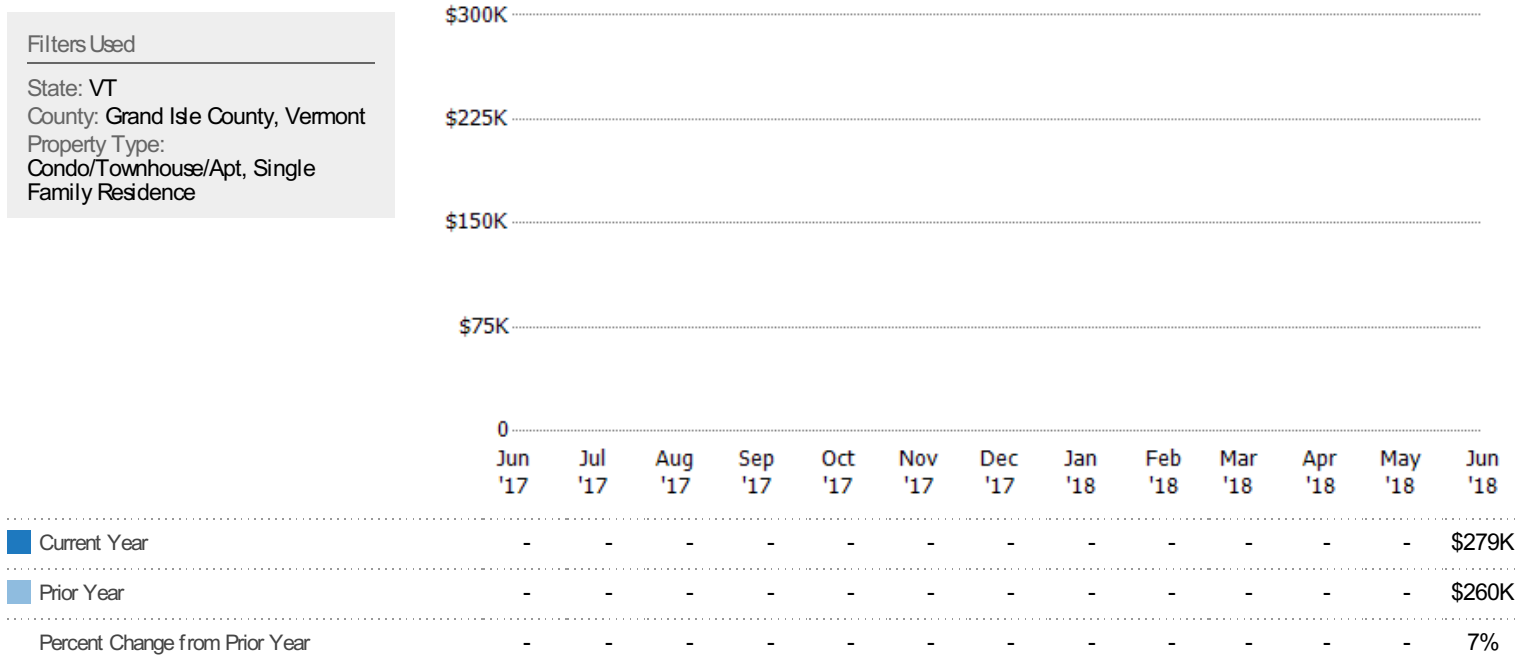 Filters Used
State: VT
County: Grand Isle County, Vermont
Property Type:
Condo/Townhouse/Apt, Single
Family Residence
$300K
$225K
$150K
$75K
0
Jun Jul Aug Sep Oct Nov Dec Jan Feb Mar Apr May Jun
'17 '17 '17 '17 '17 '17 '17 '18 '18 '18 '18 '18 '18
Current Year - - - - - - - - - - - - $279K
Prior Year - - - - - - - - - - - - $260K
Percent Change from Prior Year - - - - - - - - - - - - 7%